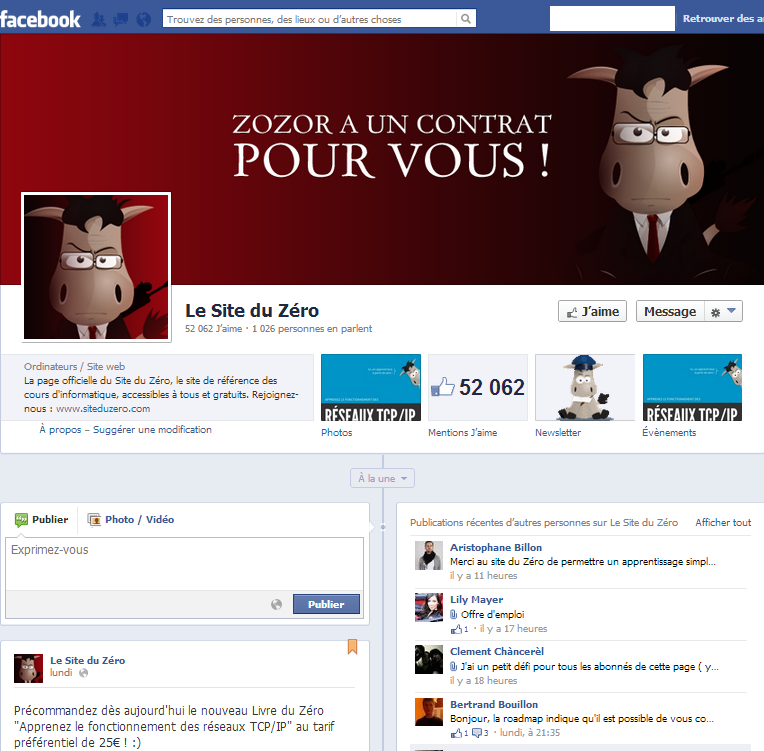 facebook
Trouvez des personnes, des lieux ou d'autres choses
Retrouver des a
ZOZOR A UN CONTRAT
POUR VOUS !
Le Site du Zéro
52 062 J'aime · 1 026 personnes en parlent
J'aime
Message
Ordinateurs / Site web
La page officielle du Site du Zéro, le site de référence des
cours d'informatique, accessibles à tous et gratuits. Rejoignez-
nous : www.siteduzero.com
À propos – Suggérer une modification
RÉSEAUX TCP/IP
Photos
52 062
Mentions J'aime
Newsletter
RÉSEAUX TCP/IP
Évènements
À la une
Publier
Photo / Vidéo
Exprimez-vous
Publier
Le Site du Zéro
lundi
Précommandez dès aujourd'hui le nouveau Livre du Zéro
"Apprenez le fonctionnement des réseaux TCP/IP" au tarif
préférentiel de 25€ ! :)
Publications récentes d'autres personnes sur Le Site du Zéro
Afficher tout
Aristophane Billon
Merci au site du Zéro de permettre un apprentissage simpl...
il y a 11 heures
Lily Mayer
Offre d'emploi
1 · il y a 17 heures
Clement Chàncerèl
J'ai un petit défi pour tous les abonnés de cette page ( y...
il y a 18 heures
Bertrand Bouillon
Bonjour, la roadmap indique qu'il est possible de vous co...
1 3 · lundi, à 21:35